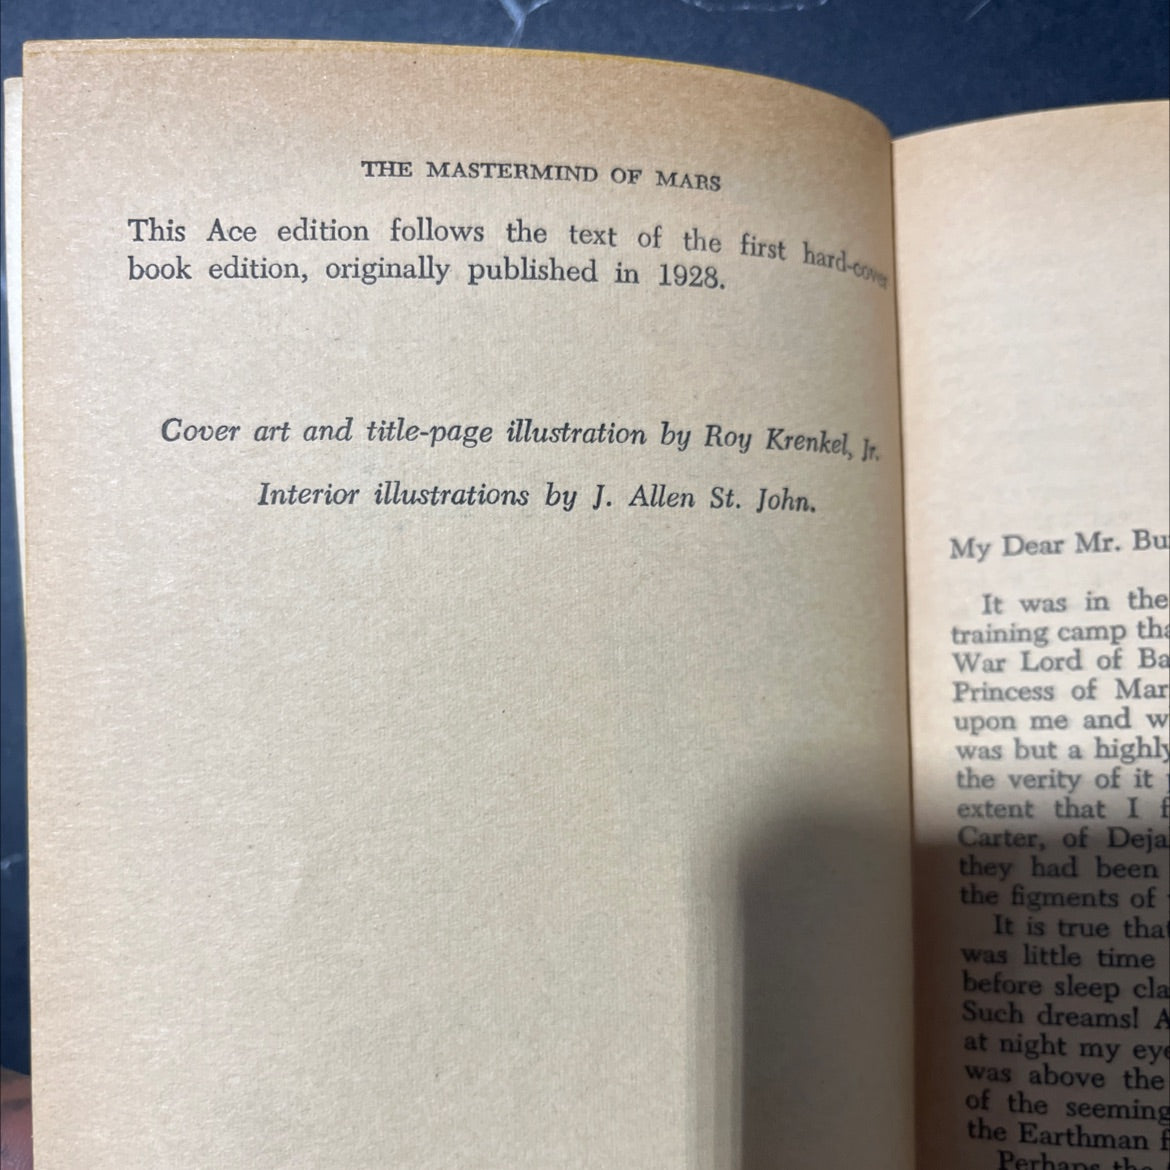 THE MASTERMIND OF MARS
This Ace edition follows the text of the first hard-cover
book edition, originally published in 1928.
Cover art and title-page illustration by Roy Krenkel, Jr.
Interior illustrations by J. Allen St. John.
My Dear Mr. Bu
It was in the
training camp tha
War Lord of Ba
Princess of Mar
upon me and w
was but a highly
the verity of it
extent that I f
Carter, of Deja
they had been
the figments of
It is true that
was little time
before sleep cla
Such dreams! A
at night my eye
was above the
of the seeming
the Earthman f
Perhaps the